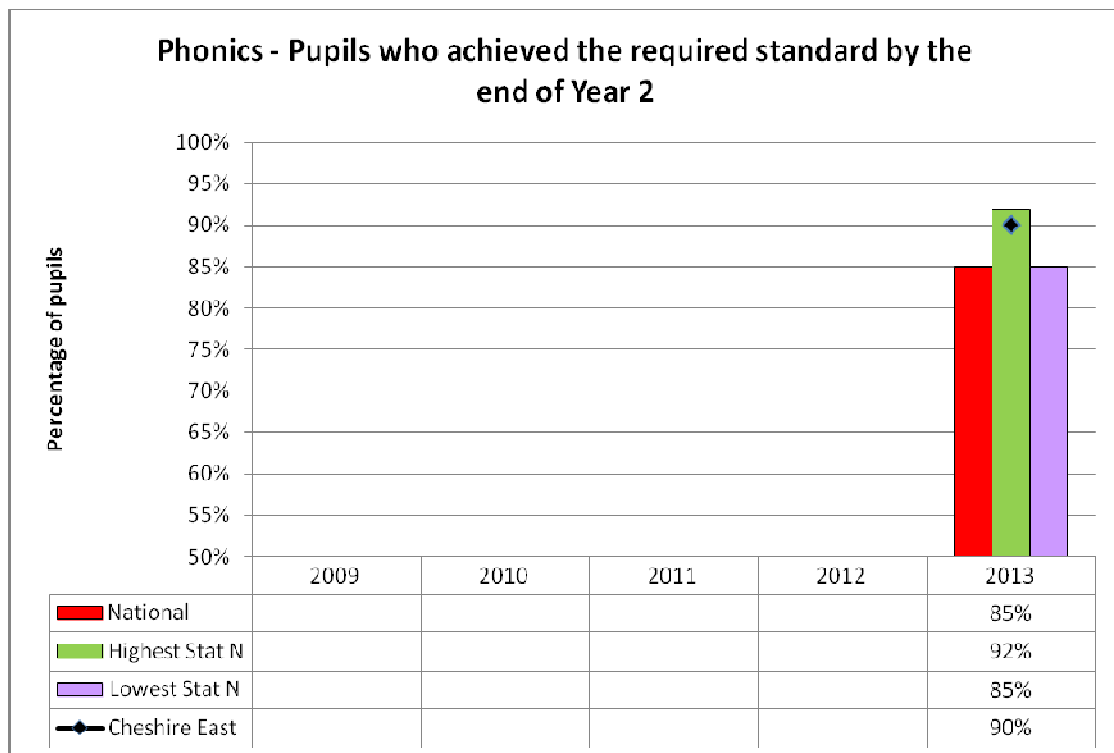 Phonics - Pupils who achieved the required standard by the
end of Year 2
Percentage of pupils
100%
95%
90%
85%
80%
75%
70%
65%
60%
55%
50%
2009 2010 2011 2012 2013
National 85%
Highest Stat N 92%
Lowest Stat N 85%
Cheshire East 90%